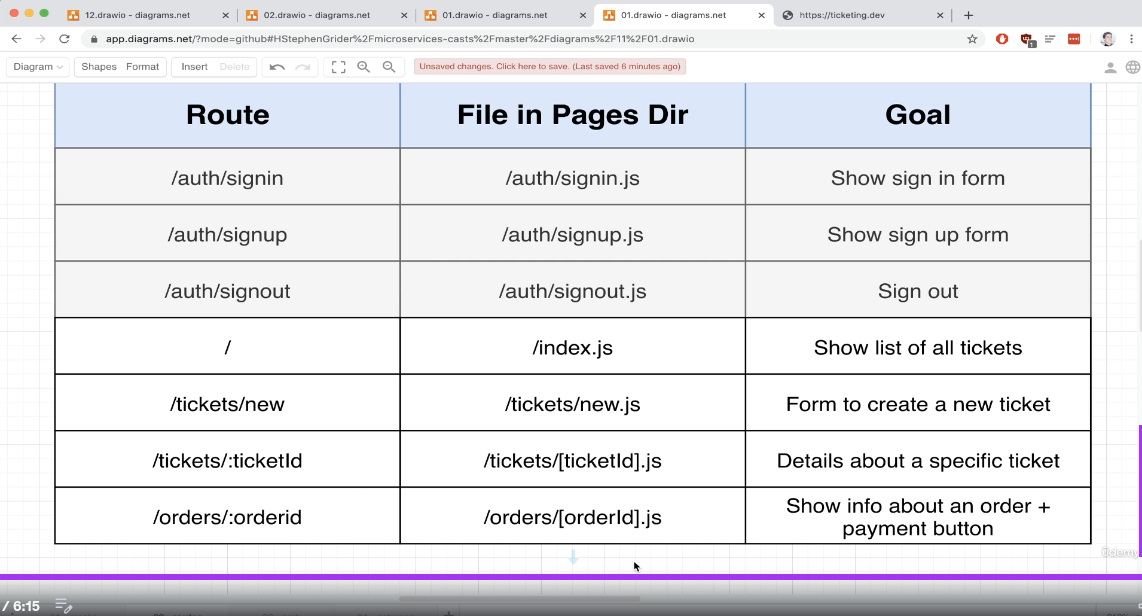 12.drawio - diagrams.net
02.drawio - diagrams.net
01.drawio - diagrams.net
01.drawio - diagrams.net
https://ticketing.dev
app.diagrams.net/?mode=github#HStephenGrider%2Fmicroservices-casts%2Fmaster%2Fdiagrams%2F11%2F01.drawio
Diagram
Shapes Format
Insert Delete
Unsaved changes. Click here to save. (Last saved 6 minutes ago)
Route
File in Pages Dir
Goal
/auth/signin
/auth/signin.js
Show sign in form
/auth/signup
/auth/signup.js
Show sign up form
/auth/signout
/auth/signout.js
Sign out
/
/index.js
Show list of all tickets
/tickets/new
/tickets/new.js
Form to create a new ticket
/tickets/:ticketId
/tickets/[ticketId].js
Details about a specific ticket
/orders/:orderid
/orders/[orderId].js
Show info about an order +
payment button
ûdemy
/ 6:15